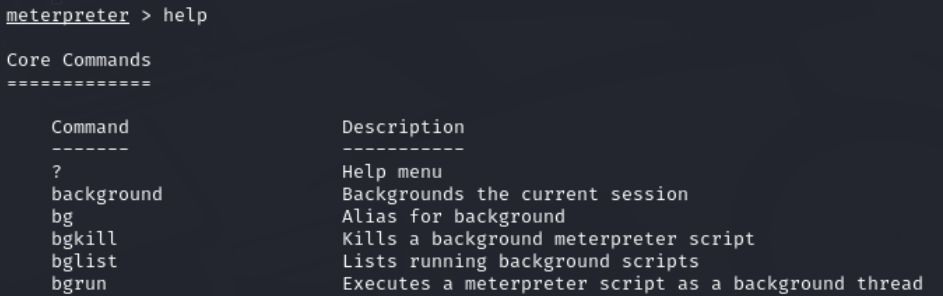 meterpreter > help
Core Commands
=============
Command Description
------- -----------
? Help menu
background Backgrounds the current session
bg Alias for background
bgkill Kills a background meterpreter script
bglist Lists running background scripts
bgrun Executes a meterpreter script as a background thread